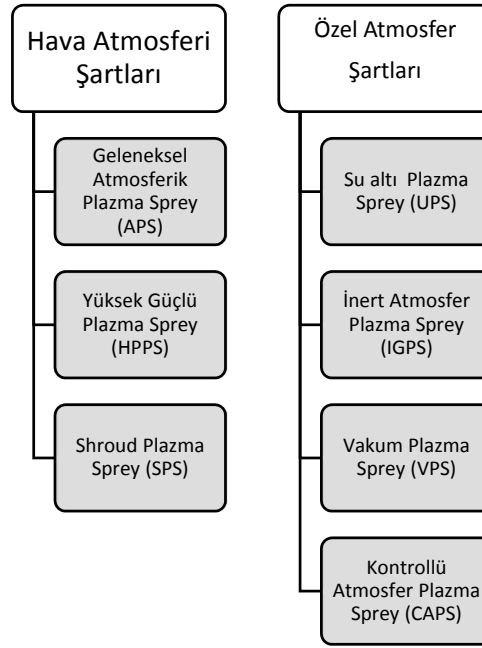 Hava Atmosferi
Şartları
Geleneksel
Atmosferik
Plazma Sprey
(APS)
Yüksek Güçlü
Plazma Sprey
(HPPS)
Shroud Plazma
Sprey (SPS)
Özel Atmosfer
Şartları
Su altı Plazma
Sprey (UPS)
İnert Atmosfer
Plazma Sprey
(IGPS)
Vakum Plazma
Sprey (VPS)
Kontrollü
Atmosfer Plazma
Sprey (CAPS)